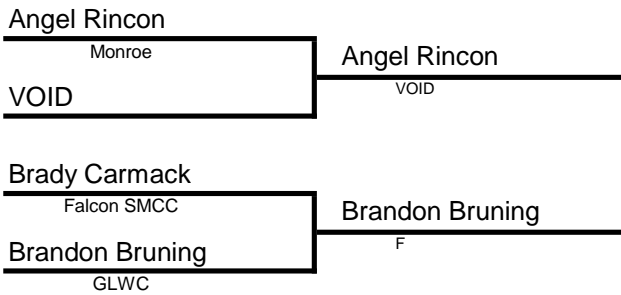 Angel Rincon
Monroe
VOID
Angel Rincon
VOID
Brady Carmack
Falcon SMCC
Brandon Bruning
GLWC
Brandon Bruning
F